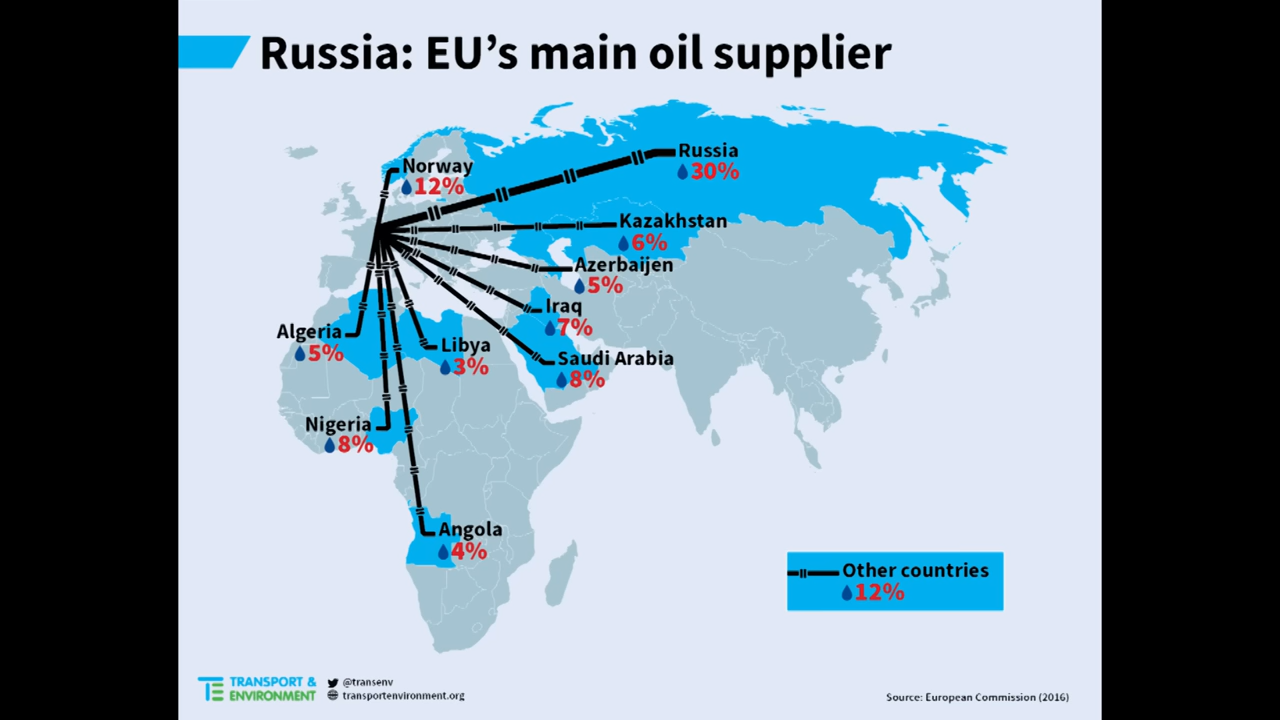 Russia: EU's main oil supplier
Norway
12%
Russia
30%
Kazakhstan
6%
Azerbaijen
5%
Iraq
7%
Algeria
5%
Libya
3%
Saudi Arabia
8%
Nigeria
8%
Angola
4%
Other countries
12%
TE TRANSPORT &
ENVIRONMENT
@transenv
transportenvironment.org
Source: European Commission (2016)